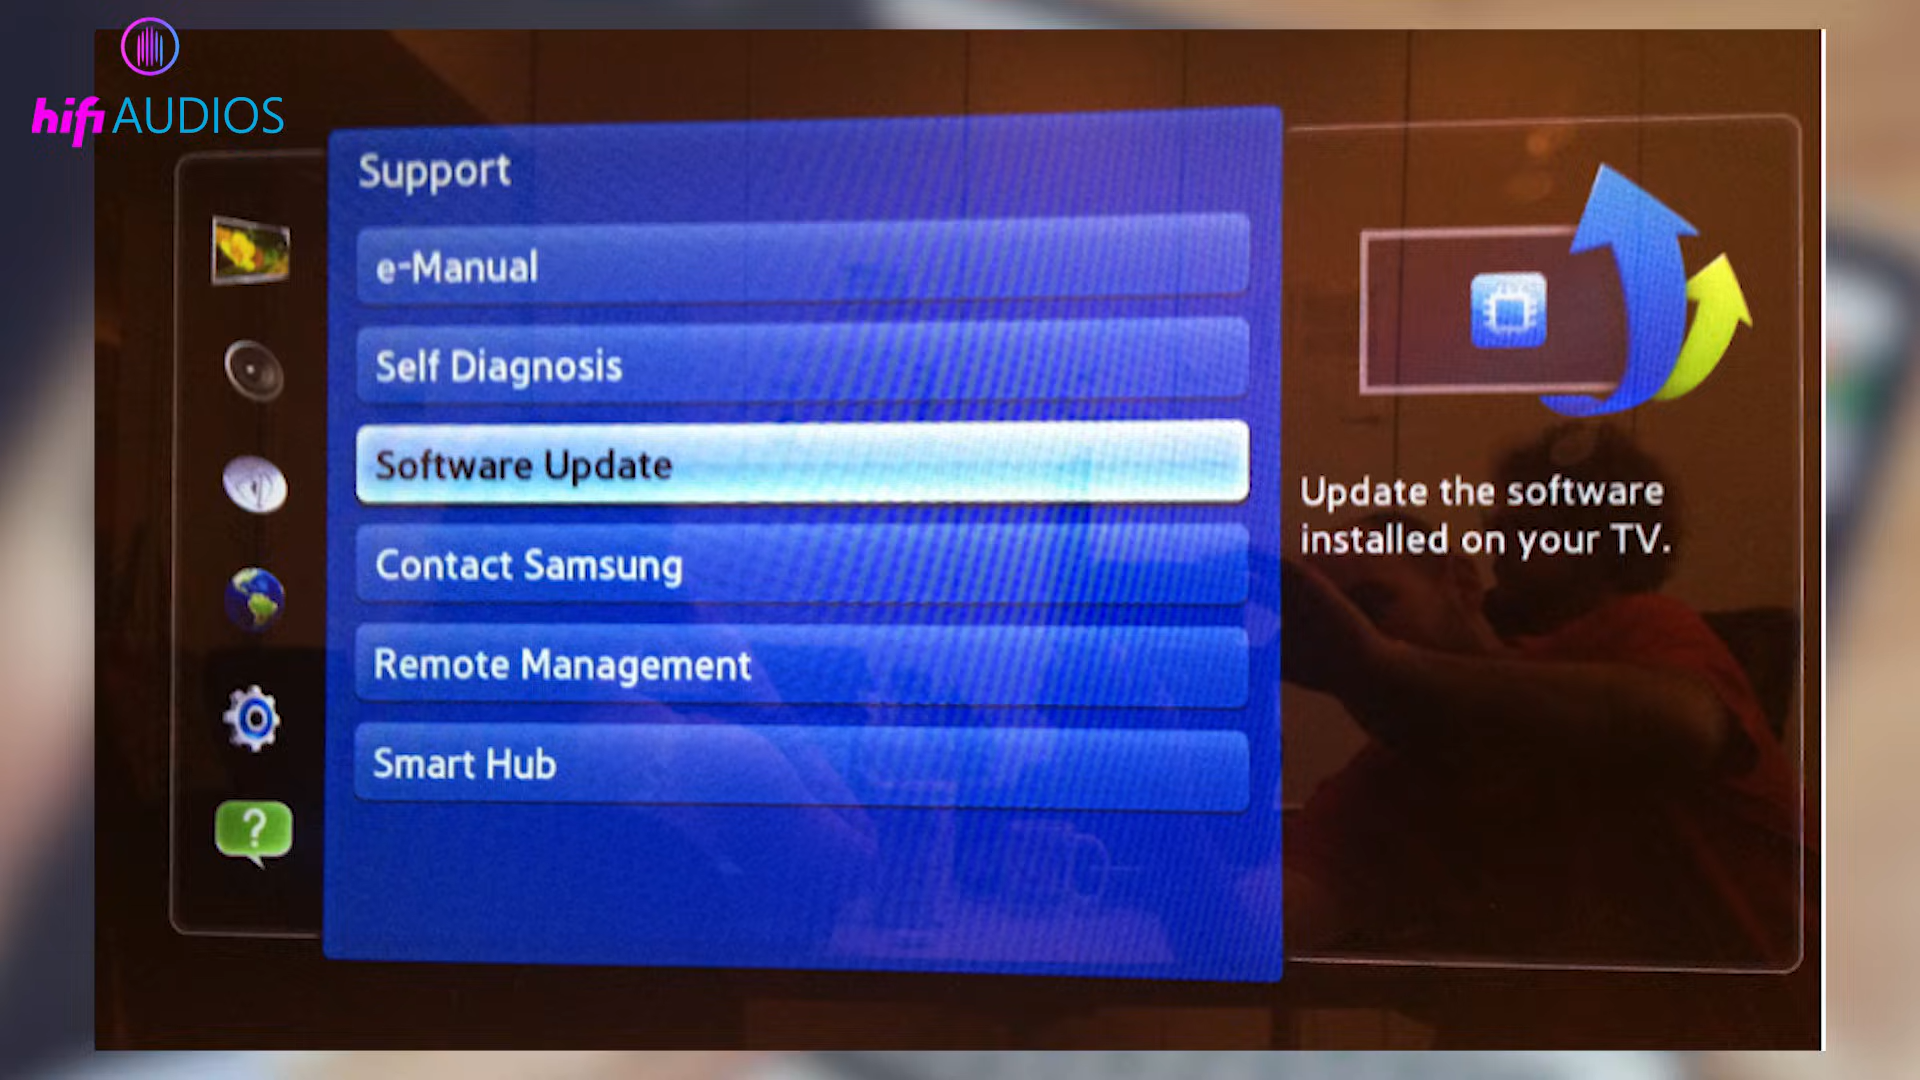 hifi AUDIOS
Support
e-Manual
Self Diagnosis
Software Update
Contact Samsung
Remote Management
Smart Hub
Update the software
installed on your TV.
?